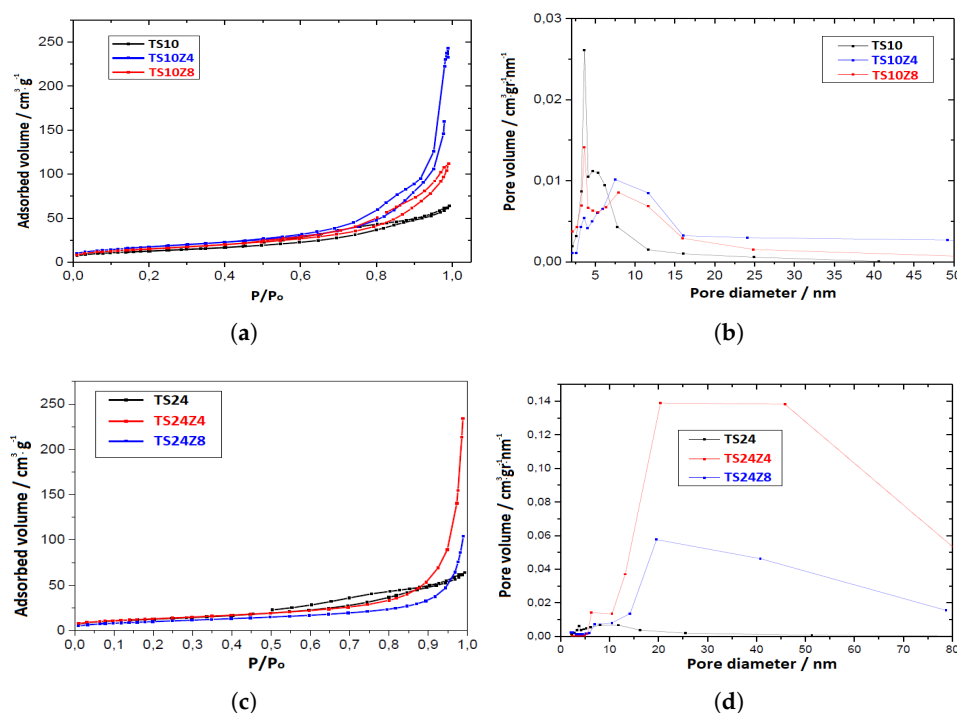 250
200
150
100
50
0
Adsorbed volume / cm³· g⁻¹
TS10
TS10Z4
TS10Z8
0,0 0,2 0,4 0,6 0,8 1,0
P/Po
(a)
0,03
0,02
0,01
0,00
Pore volume / cm³gr¹nm¹
TS10
TS10Z4
TS10Z8
5 10 15 20 25 30 35 40 45 50
Pore diameter / nm
(b)
250
200
150
100
50
0
Adsorbed volume / cm³· g⁻¹
TS24
TS24Z4
TS24Z8
0,0 0,1 0,2 0,3 0,4 0,5 0,6 0,7 0,8 0,9 1,0
P/Po
(c)
0,14
0,12
0,10
0,08
0,06
0,04
0,02
0,00
Pore volume / cm³gr¹nm¹
TS24
TS24Z4
TS24Z8
0 10 20 30 40 50 60 70 80
Pore diameter / nm
(d)